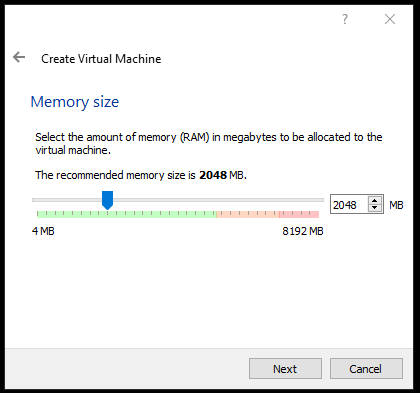 Create Virtual Machine
Memory size
Select the amount of memory (RAM) in megabytes to be allocated to the
virtual machine.
The recommended memory size is 2048 MB.
2048 MB
4 MB 8192 MB
Next Cancel